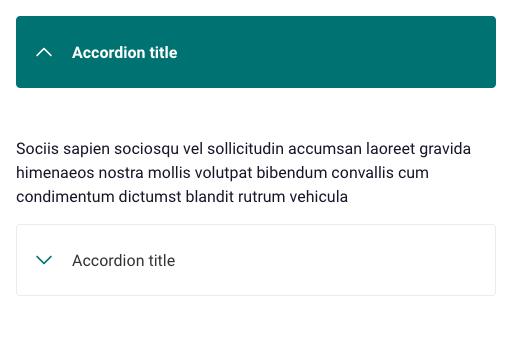 Accordion title
Sociis sapien sociosqu vel sollicitudin accumsan laoreet gravida
himenaeos nostra mollis volutpat bibendum convallis cum
condimentum dictumst blandit rutrum vehicula
Accordion title